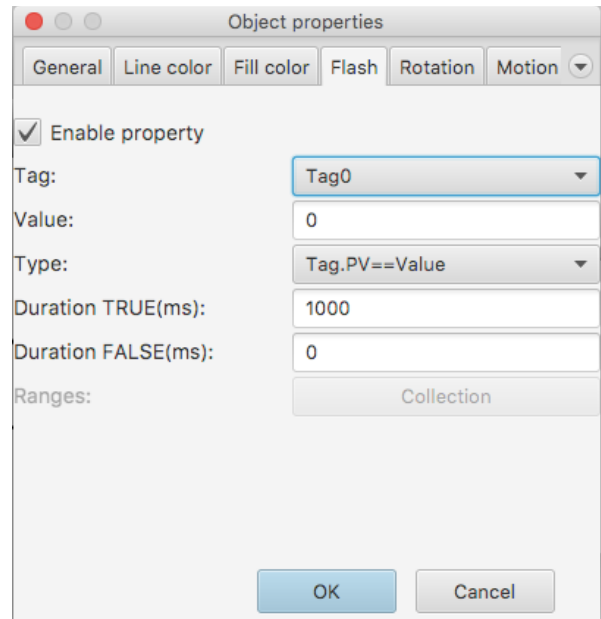 Object properties
General Line color Fill color Flash Rotation Motion
Enable property
Tag: Tag0
Value: 0
Type: Tag.PV==Value
Duration TRUE(ms): 1000
Duration FALSE(ms): 0
Ranges: Collection
OK Cancel